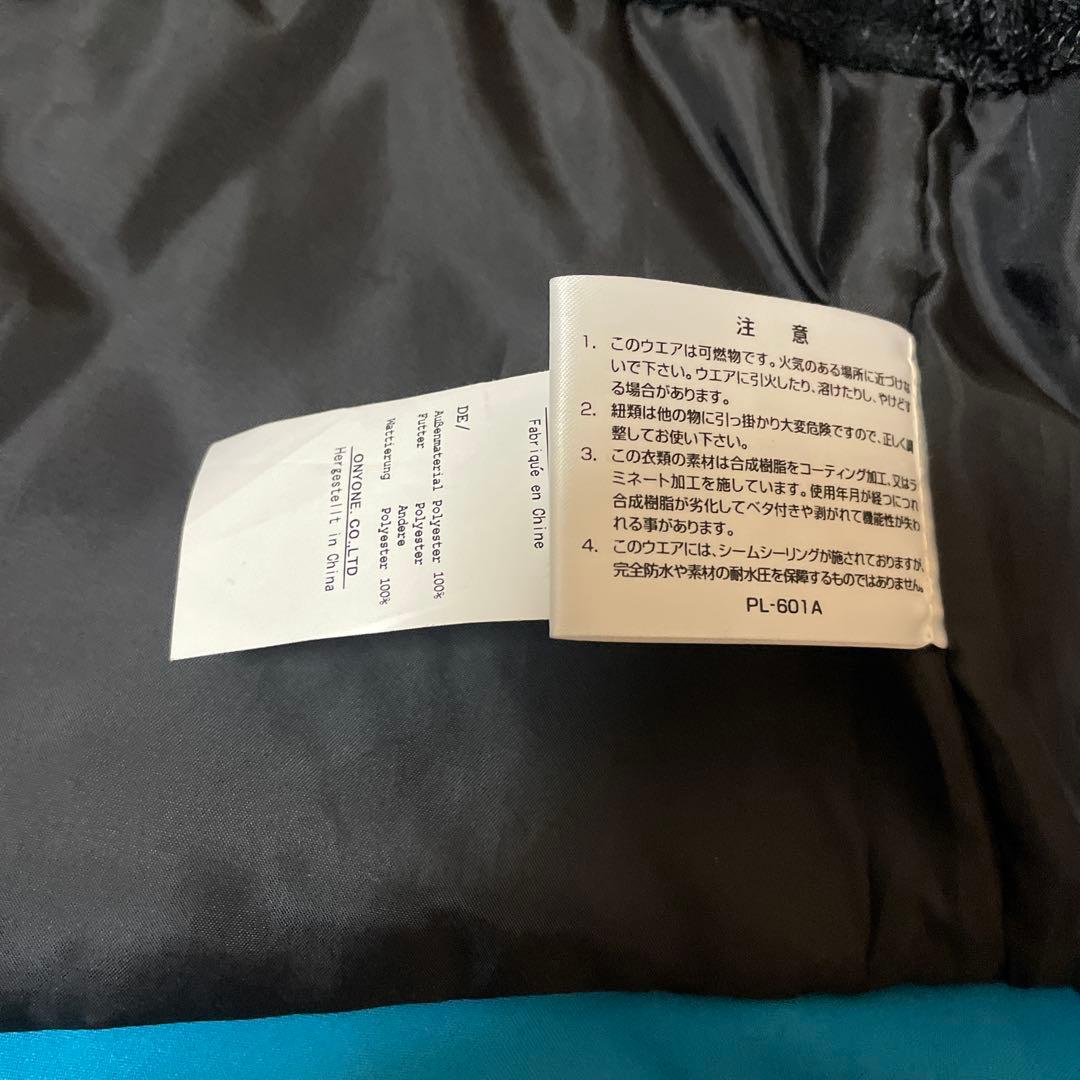 注 意
1. このウエアは可燃物です。火気のある場所に近づけな
いで下さい。ウエアに引火したり、溶けたりし、やけどす
る場合があります。
2. 紐類は他の物に引っ掛かり大変危険ですので、正しく調
整してお使い下さい。
3. この衣類の素材は合成樹脂をコーティング加工、又はラ
ミネート加工を施しています。使用年月が経つにつれ
合成樹脂が劣化してベタ付きや剥がれて機能性が失わ
れる事があります。
4. このウエアには、シームシーリングが施されておりますが、
完全防水や素材の耐水圧を保障するものではありません。
PL-601A
Fabriqúe en Chine
DE/
Außenmaterial Polyester 100%
Futter Polyester
Andere
Wattierung Polyester 100%
ONYONE. CO.,LTD
Hergestellt in China